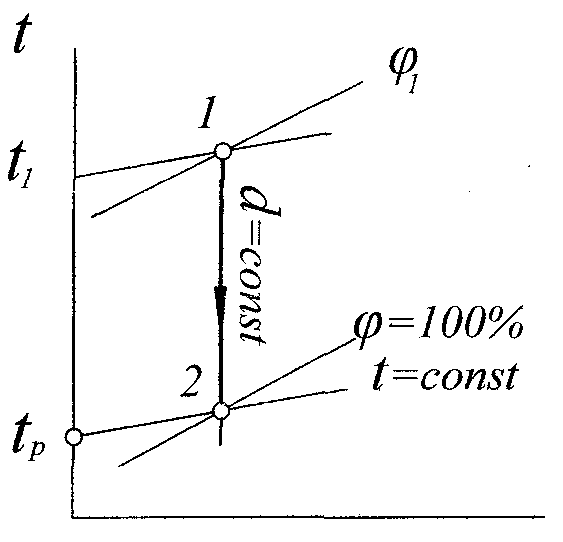 t
φ₁
1
t₁
d=const
φ=100%
t=const
2
tₚ